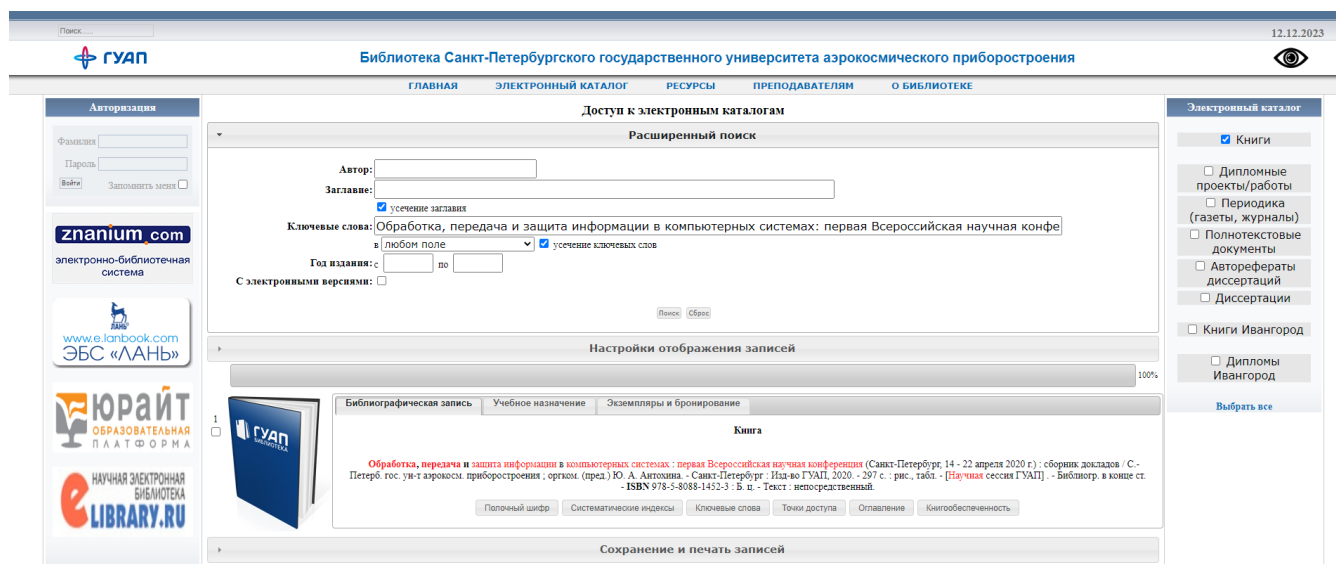 Поиск.....
12.12.2023
ГУАП
Библиотека Санкт-Петербургского государственного университета аэрокосмического приборостроения
ГЛАВНАЯ ЭЛЕКТРОННЫЙ КАТАЛОГ РЕСУРСЫ ПРЕПОДАВАТЕЛЯМ О БИБЛИОТЕКЕ
Авторизация
Фамилия
Пароль
Войти Запомнить меня
znanium.com
электронно-библиотечная
система
ЛАНЬ
www.e.lanbook.com
ЭБС «ЛАНЬ»
юрайт
ОБРАЗОВАТЕЛЬНАЯ
ПЛАТФОРМА
НАУЧНАЯ ЭЛЕКТРОННАЯ
БИБЛИОТЕКА
eLIBRARY.RU
Доступ к электронным каталогам
Расширенный поиск
Автор:
Заглавие:
усечение заглавия
Ключевые слова: Обработка, передача и защита информации в компьютерных системах: первая Всероссийская научная конфе
в любом поле усечение ключевых слов
Год издания: с по
С электронными версиями:
Поиск Сброс
Настройки отображения записей
100%
1
ГУАП
БИБЛИОТЕКА
Библиографическая запись Учебное назначение Экземпляры и бронирование
Книга
Обработка, передача и защита информации в компьютерных системах : первая Всероссийская научная конференция (Санкт-Петербург, 14 - 22 апреля 2020 г.) : сборник докладов / С.-
Петерб. гос. ун-т аэрокосм. приборостроения ; оргком. (пред.) Ю. А. Антохина. - Санкт-Петербург : Изд-во ГУАП, 2020. - 297 с. : рис., табл. - [Научная сессия ГУАП] . - Библиогр. в конце ст.
- ISBN 978-5-8088-1452-3 : Б. ц. - Текст : непосредственный.
Полочный шифр Систематические индексы Ключевые слова Точки доступа Оглавление Книгообеспеченность
Сохранение и печать записей
Электронный каталог
Книги
Дипломные
проекты/работы
Периодика
(газеты, журналы)
Полнотекстовые
документы
Авторефераты
диссертаций
Диссертации
Книги Ивангород
Дипломы
Ивангород
Выбрать все